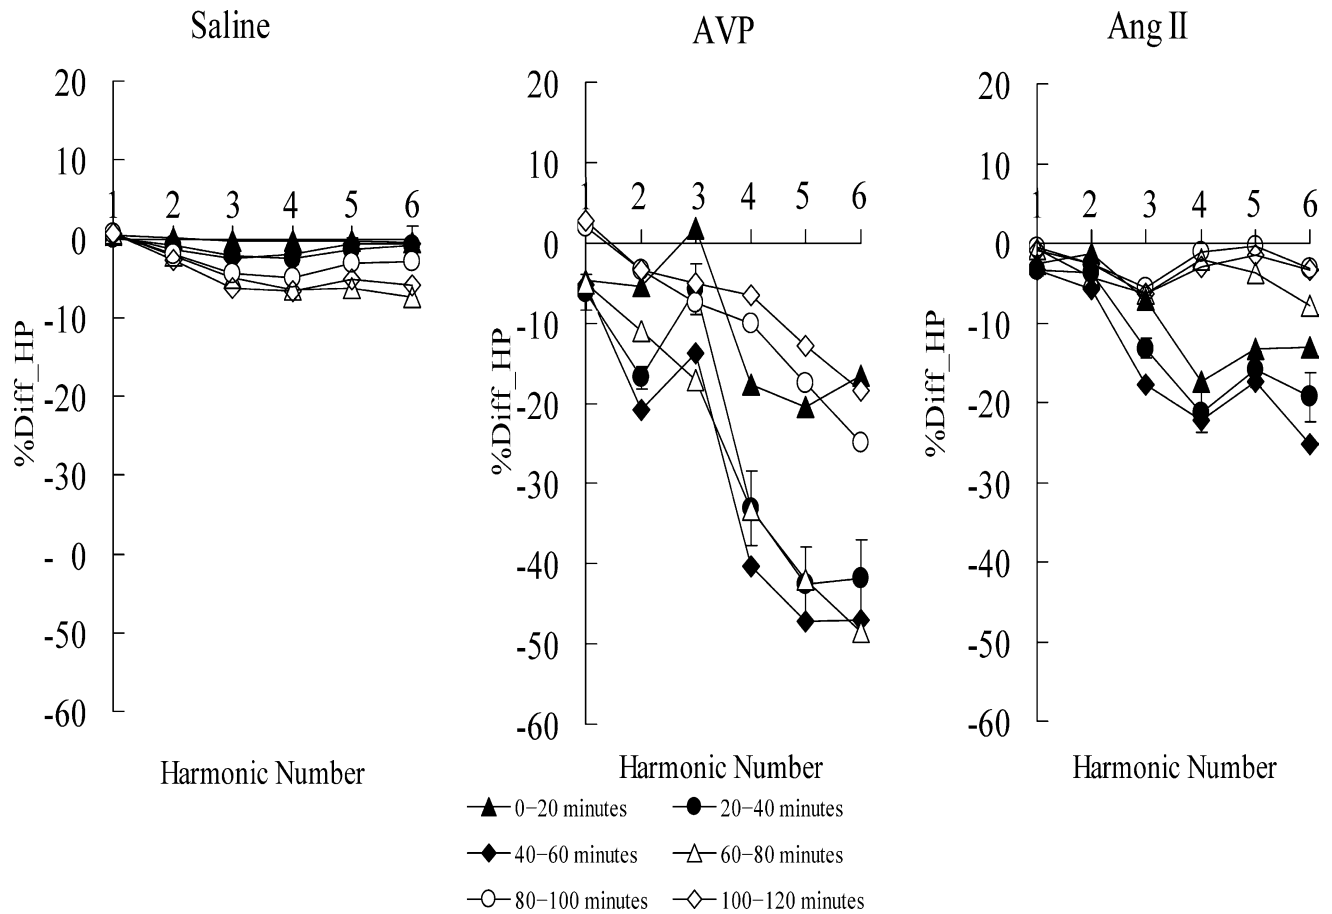 Saline
AVP
Ang II
20
10
0
-10
-20
-30
- 0
-50
-60
1 2 3 4 5 6
%Diff_HP
Harmonic Number
20
10
0
-10
-20
-30
-40
-50
-60
1 2 3 4 5 6
%Diff_HP
Harmonic Number
20
10
0
-10
-20
-30
-40
-50
-60
1 2 3 4 5 6
%Diff_HP
Harmonic Number
0−20 minutes
20−40 minutes
40−60 minutes
60−80 minutes
80−100 minutes
100−120 minutes